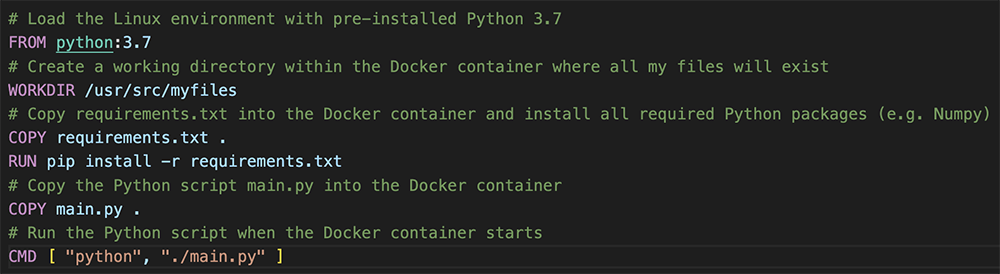 # Load the Linux environment with pre-installed Python 3.7
FROM python:3.7
# Create a working directory within the Docker container where all my files will exist
WORKDIR /usr/src/myfiles
# Copy requirements.txt into the Docker container and install all required Python packages (e.g. Numpy)
COPY requirements.txt .
RUN pip install -r requirements.txt
# Copy the Python script main.py into the Docker container
COPY main.py .
# Run the Python script when the Docker container starts
CMD [ "python", "./main.py" ]